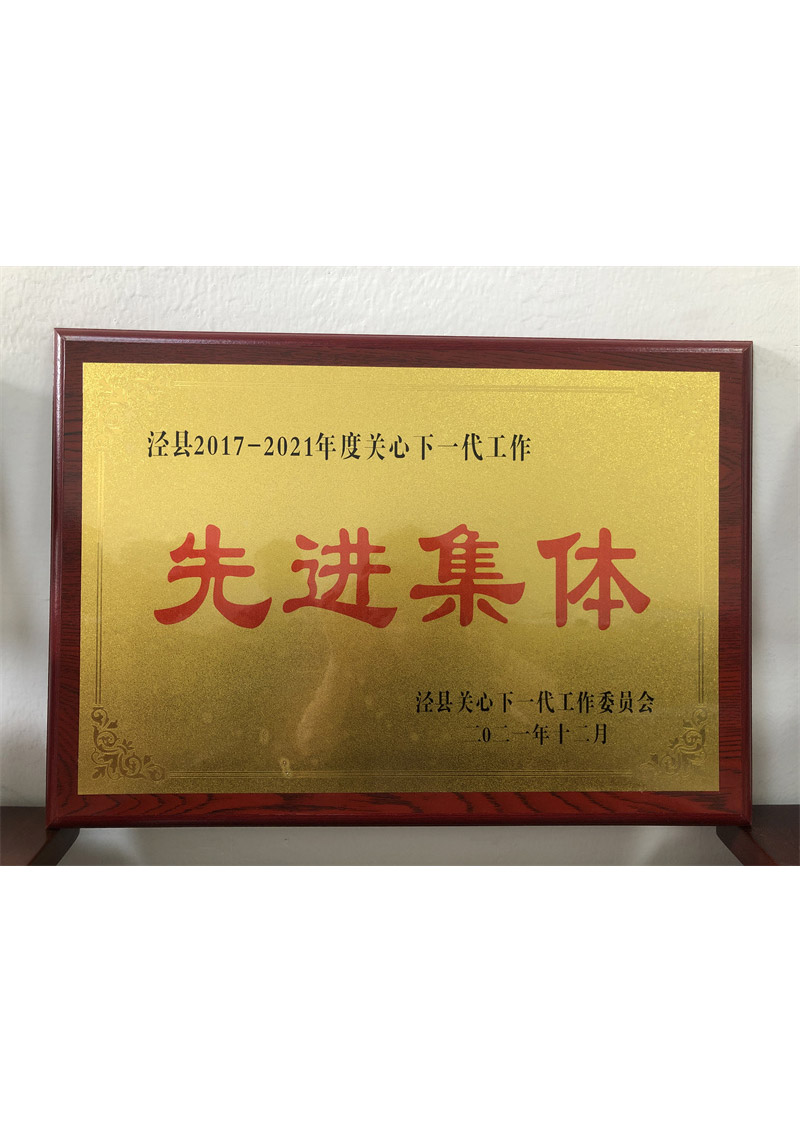 泾县2017-2021年度关心下一代工作
先进集体
泾县关心下一代工作委员会
二0二一年十二月